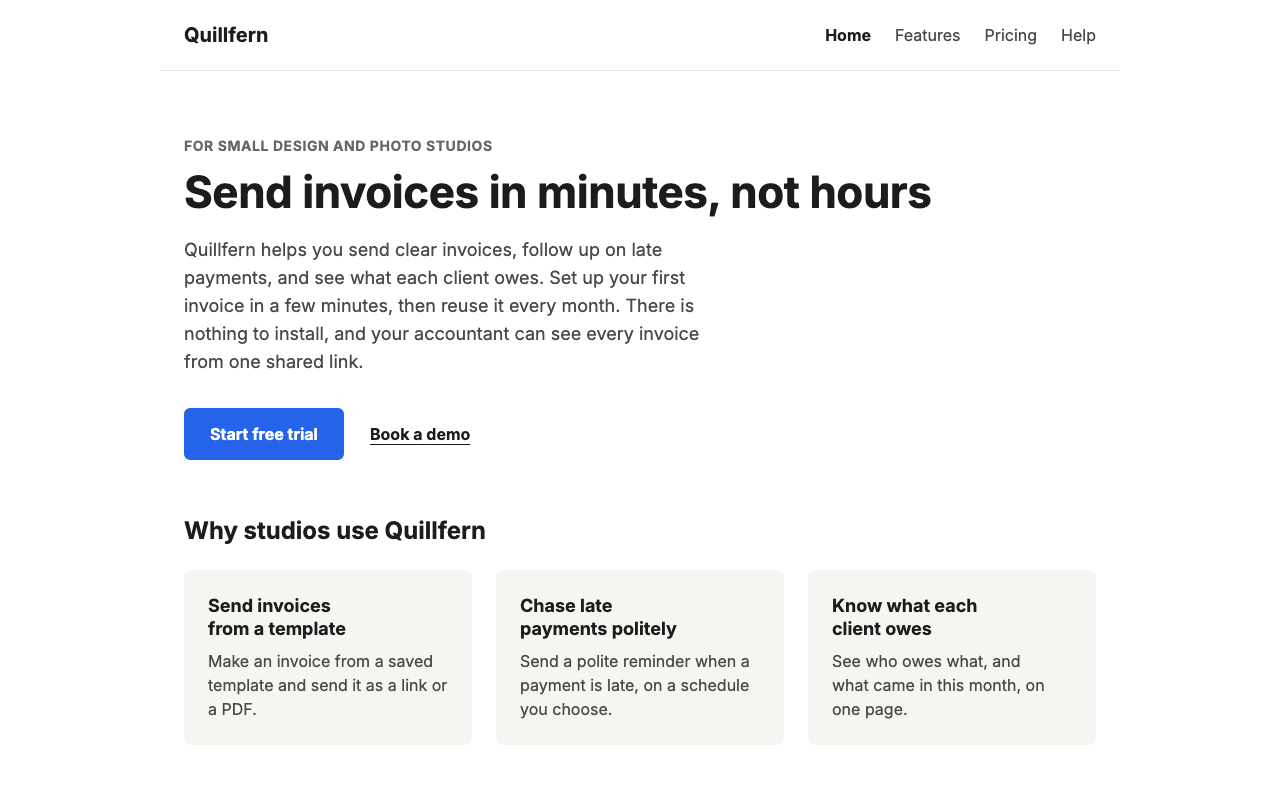 Quillfern
Home
Features
Pricing
Help
FOR SMALL DESIGN AND PHOTO STUDIOS
Send invoices in minutes, not hours
Quillfern helps you send clear invoices, follow up on late
payments, and see what each client owes. Set up your first
invoice in a few minutes, then reuse it every month. There is
nothing to install, and your accountant can see every invoice
from one shared link.
Start free trial
Book a demo
Why studios use Quillfern
Send invoices
from a template
Make an invoice from a saved
template and send it as a link or
a PDF.
Chase late
payments politely
Send a polite reminder when a
payment is late, on a schedule
you choose.
Know what each
client owes
See who owes what, and
what came in this month, on
one page.